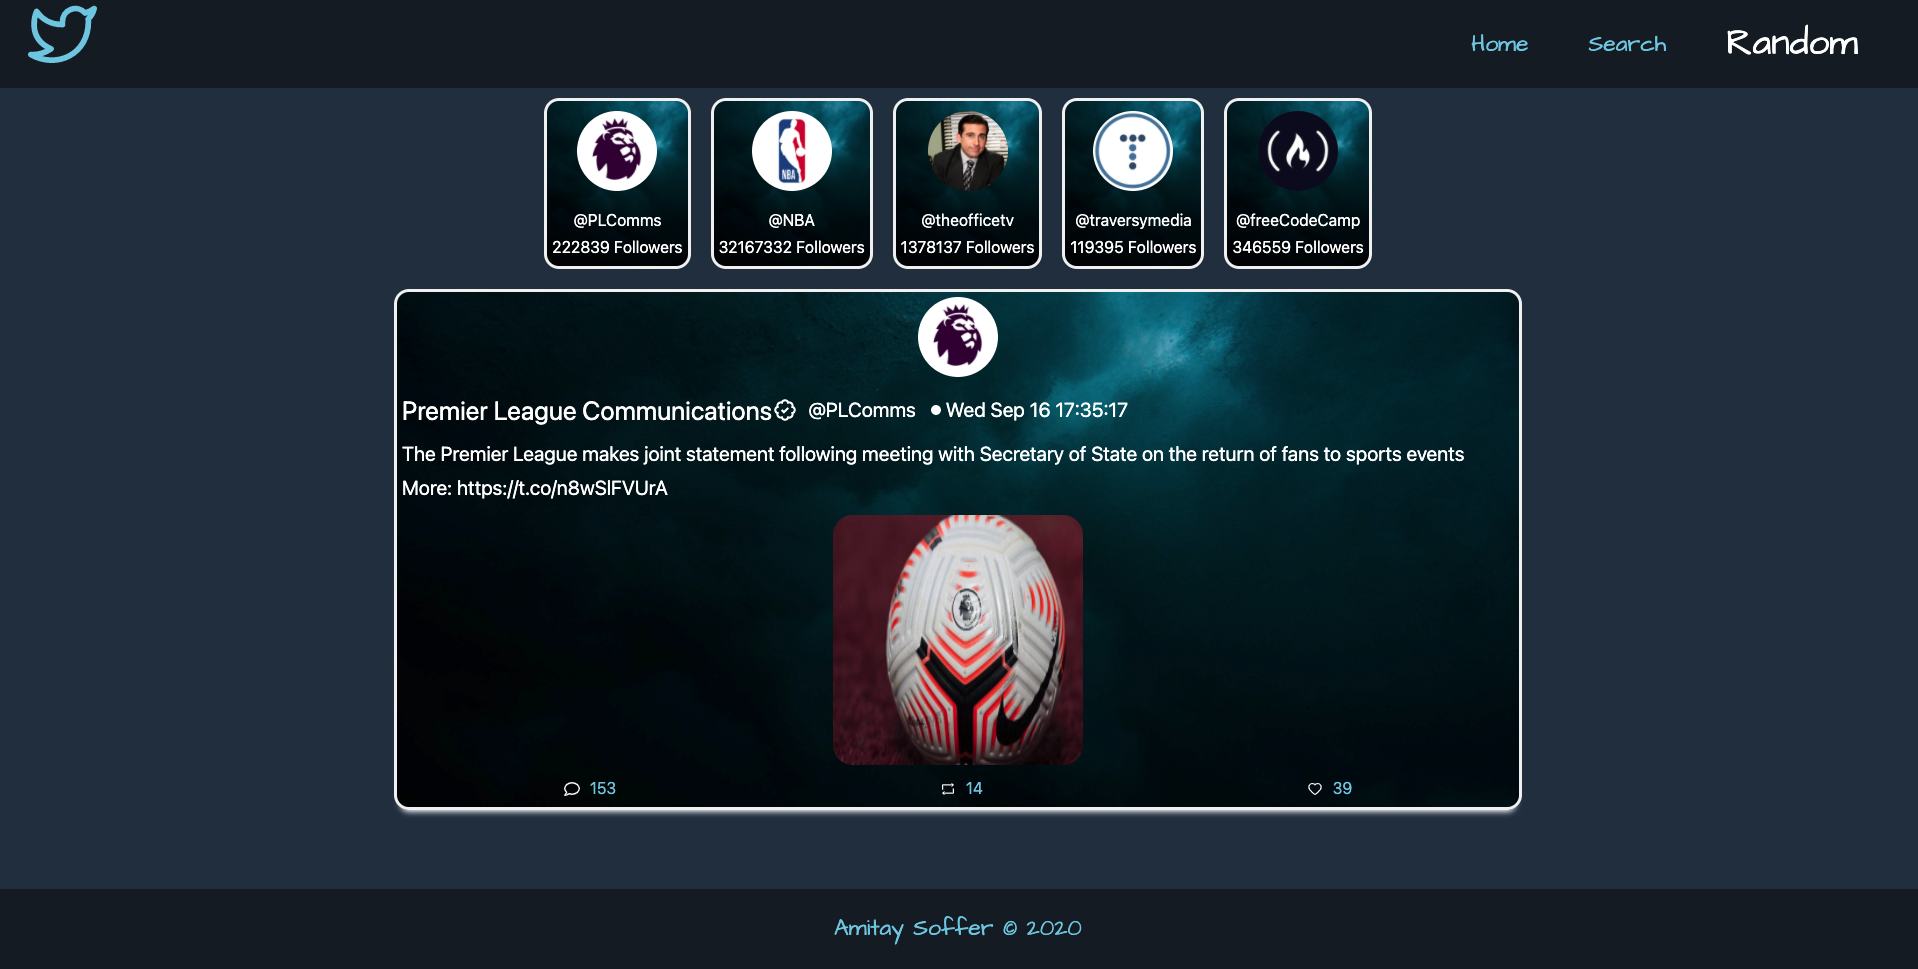 Home Search Random
@PLComms
222839 Followers
@NBA
32167332 Followers
@theofficetv
1378137 Followers
@traversymedia
119395 Followers
@freeCodeCamp
346559 Followers
Premier League Communications @PLComms ● Wed Sep 16 17:35:17
The Premier League makes joint statement following meeting with Secretary of State on the return of fans to sports events
More: https://t.co/n8wSlFVUrA
153 14 39
Amitay Soffer © 2020